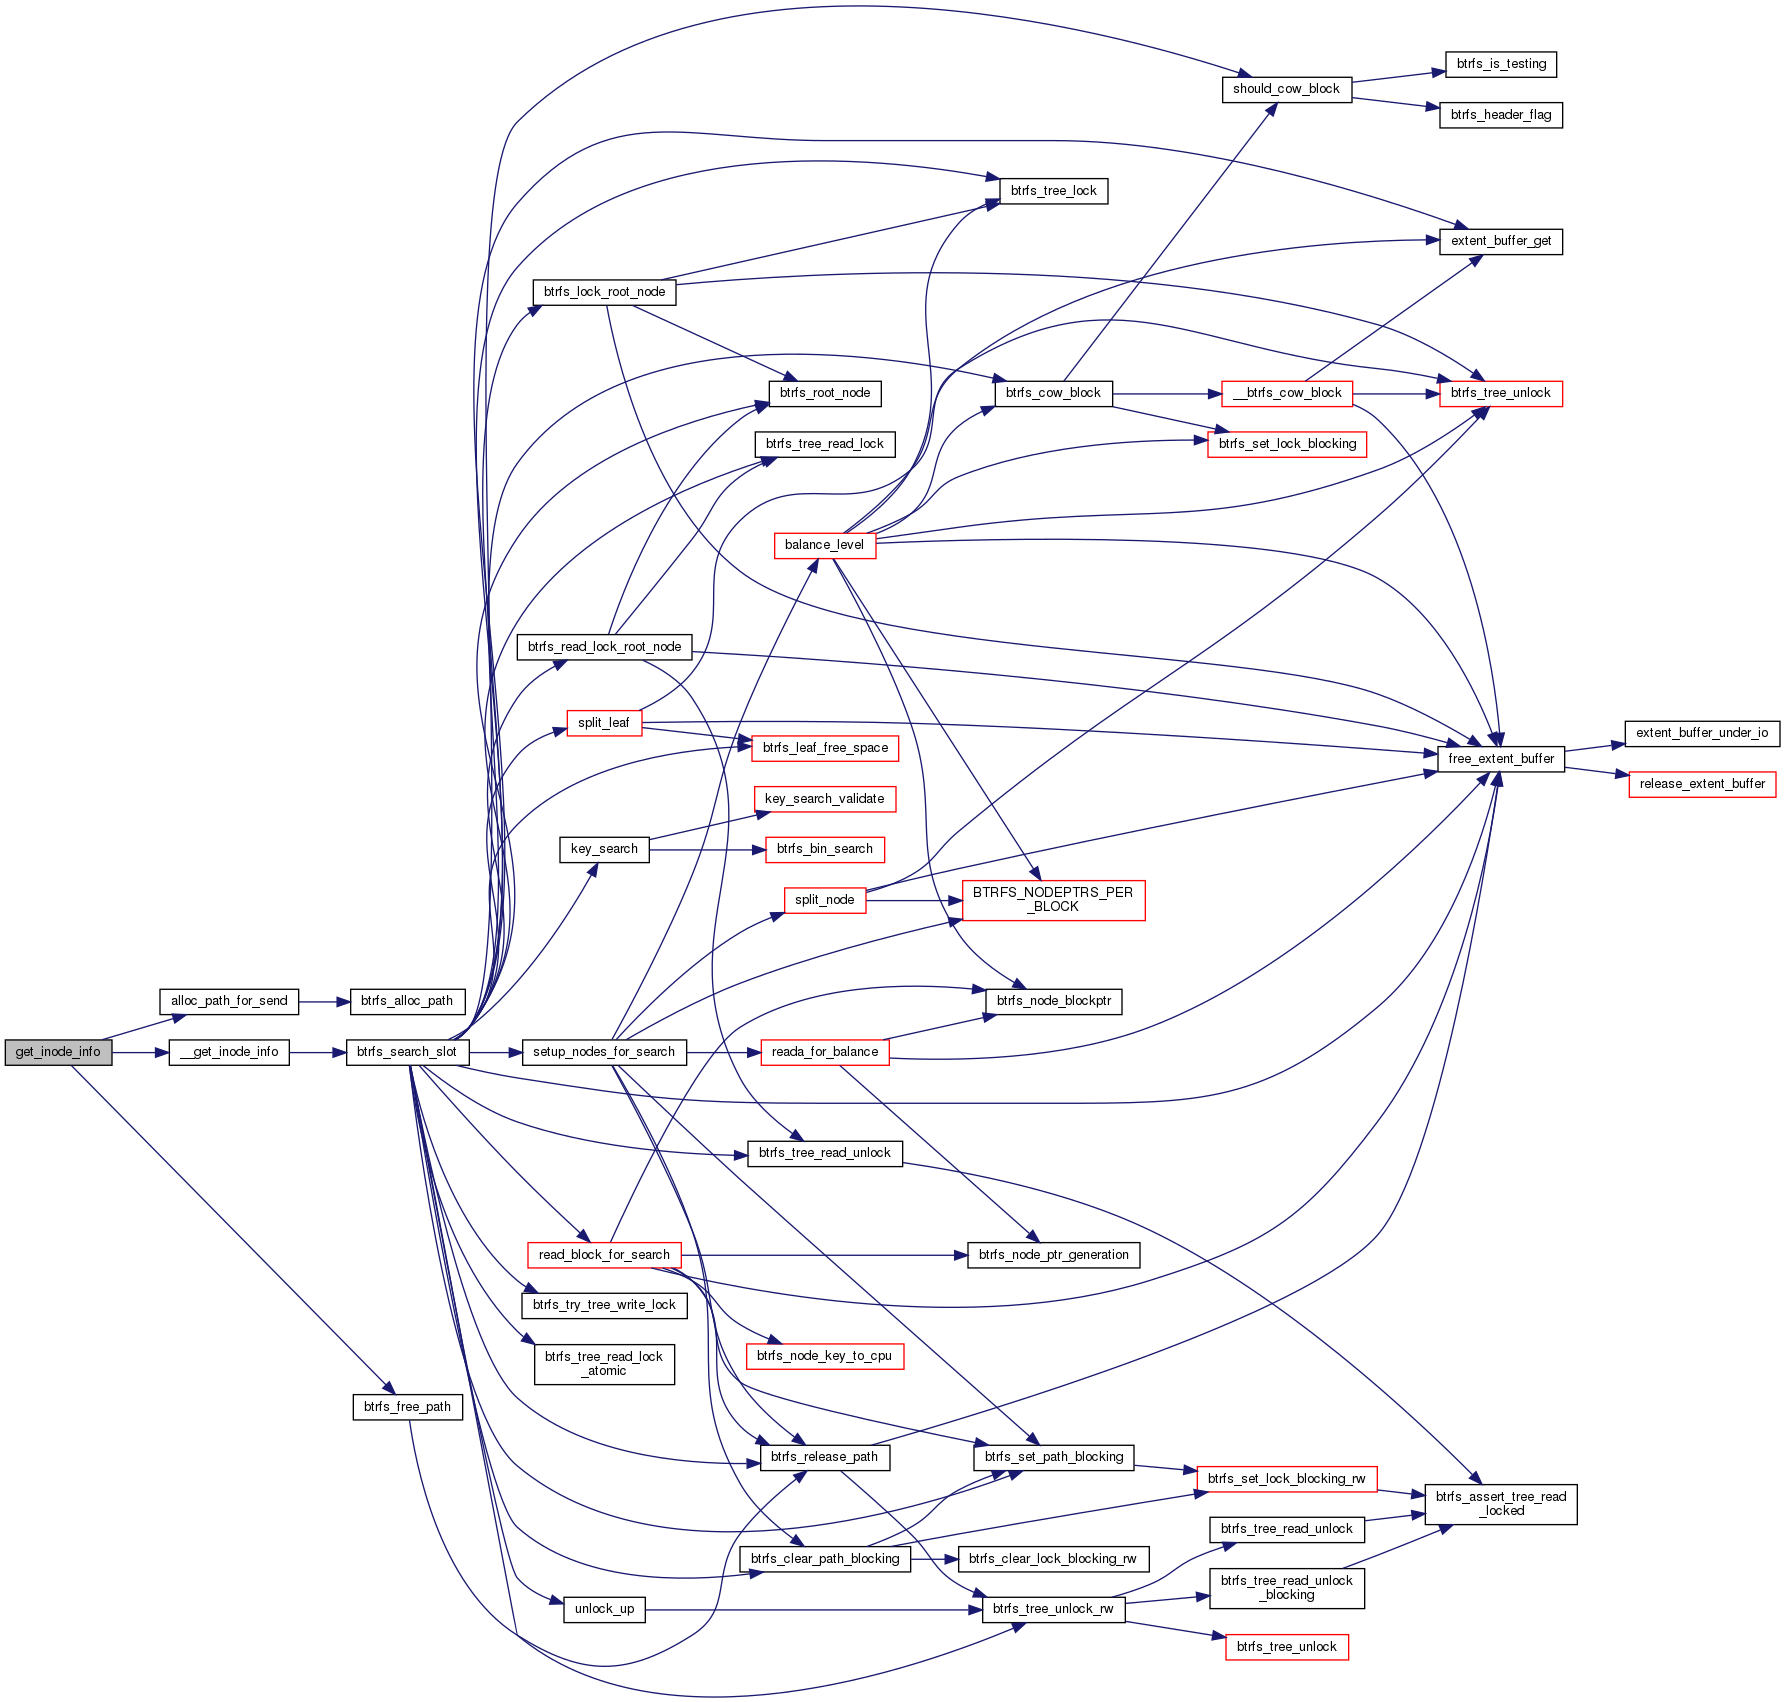 btrfs_is_testing
should_cow_block
btrfs_header_flag
btrfs_tree_lock
extent_buffer_get
btrfs_lock_root_node
btrfs_root_node
btrfs_cow_block
__btrfs_cow_block
btrfs_tree_unlock
btrfs_tree_read_lock
btrfs_set_lock_blocking
balance_level
btrfs_read_lock_root_node
split_leaf
btrfs_leaf_free_space
extent_buffer_under_io
free_extent_buffer
release_extent_buffer
key_search_validate
key_search
btrfs_bin_search
split_node
BTRFS_NODEPTRS_PER
_BLOCK
alloc_path_for_send
btrfs_alloc_path
btrfs_node_blockptr
get_inode_info
__get_inode_info
btrfs_search_slot
setup_nodes_for_search
reada_for_balance
btrfs_tree_read_unlock
read_block_for_search
btrfs_node_ptr_generation
btrfs_try_tree_write_lock
btrfs_tree_read_lock
_atomic
btrfs_node_key_to_cpu
btrfs_free_path
btrfs_release_path
btrfs_set_path_blocking
btrfs_set_lock_blocking_rw
btrfs_assert_tree_read
_locked
btrfs_tree_read_unlock
btrfs_clear_path_blocking
btrfs_clear_lock_blocking_rw
btrfs_tree_read_unlock
_blocking
unlock_up
btrfs_tree_unlock_rw
btrfs_tree_unlock